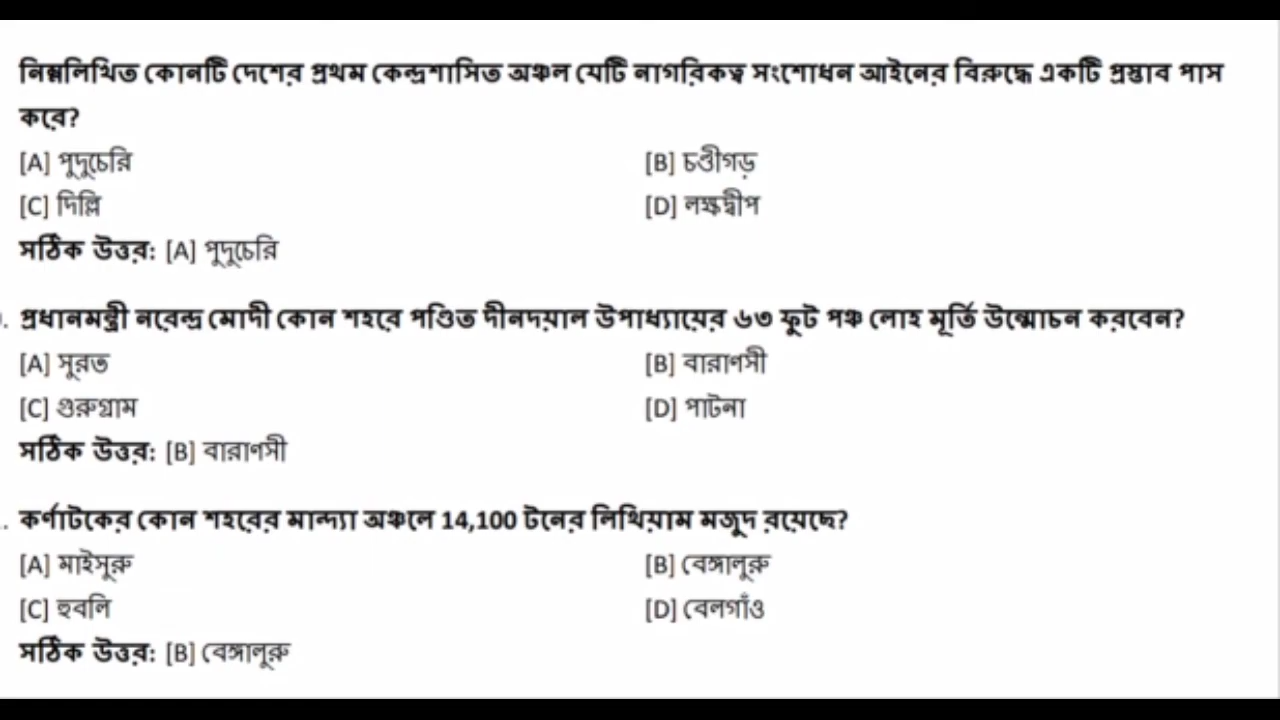 নিম্নলিখিত কোনটি দেশের প্রথম কেন্দ্রশাসিত অঞ্চল যেটি নাগরিকত্ব সংশোধন আইনের বিরুদ্ধে একটি প্রস্তাব পাস
করে?
[A] পুদুচেরি [B] চণ্ডীগড়
[C] দিল্লি [D] লক্ষদ্বীপ
সঠিক উত্তর: [A] পুদুচেরি
. প্রধানমন্ত্রী নরেন্দ্র মোদী কোন শহরে পণ্ডিত দীনদয়াল উপাধ্যায়ের ৬৩ ফুট পঞ্চ লোহ মূর্তি উন্মোচন করবেন?
[A] সুরত [B] বারাণসী
[C] গুরুগ্রাম [D] পাটনা
সঠিক উত্তর: [B] বারাণসী
. কর্ণাটকের কোন শহরের মান্দ্যা অঞ্চলে 14,100 টনের লিথিয়াম মজুদ রয়েছে?
[A] মাইসুরু [B] বেঙ্গালুরু
[C] হুবলি [D] বেলগাঁও
সঠিক উত্তর: [B] বেঙ্গালুরু